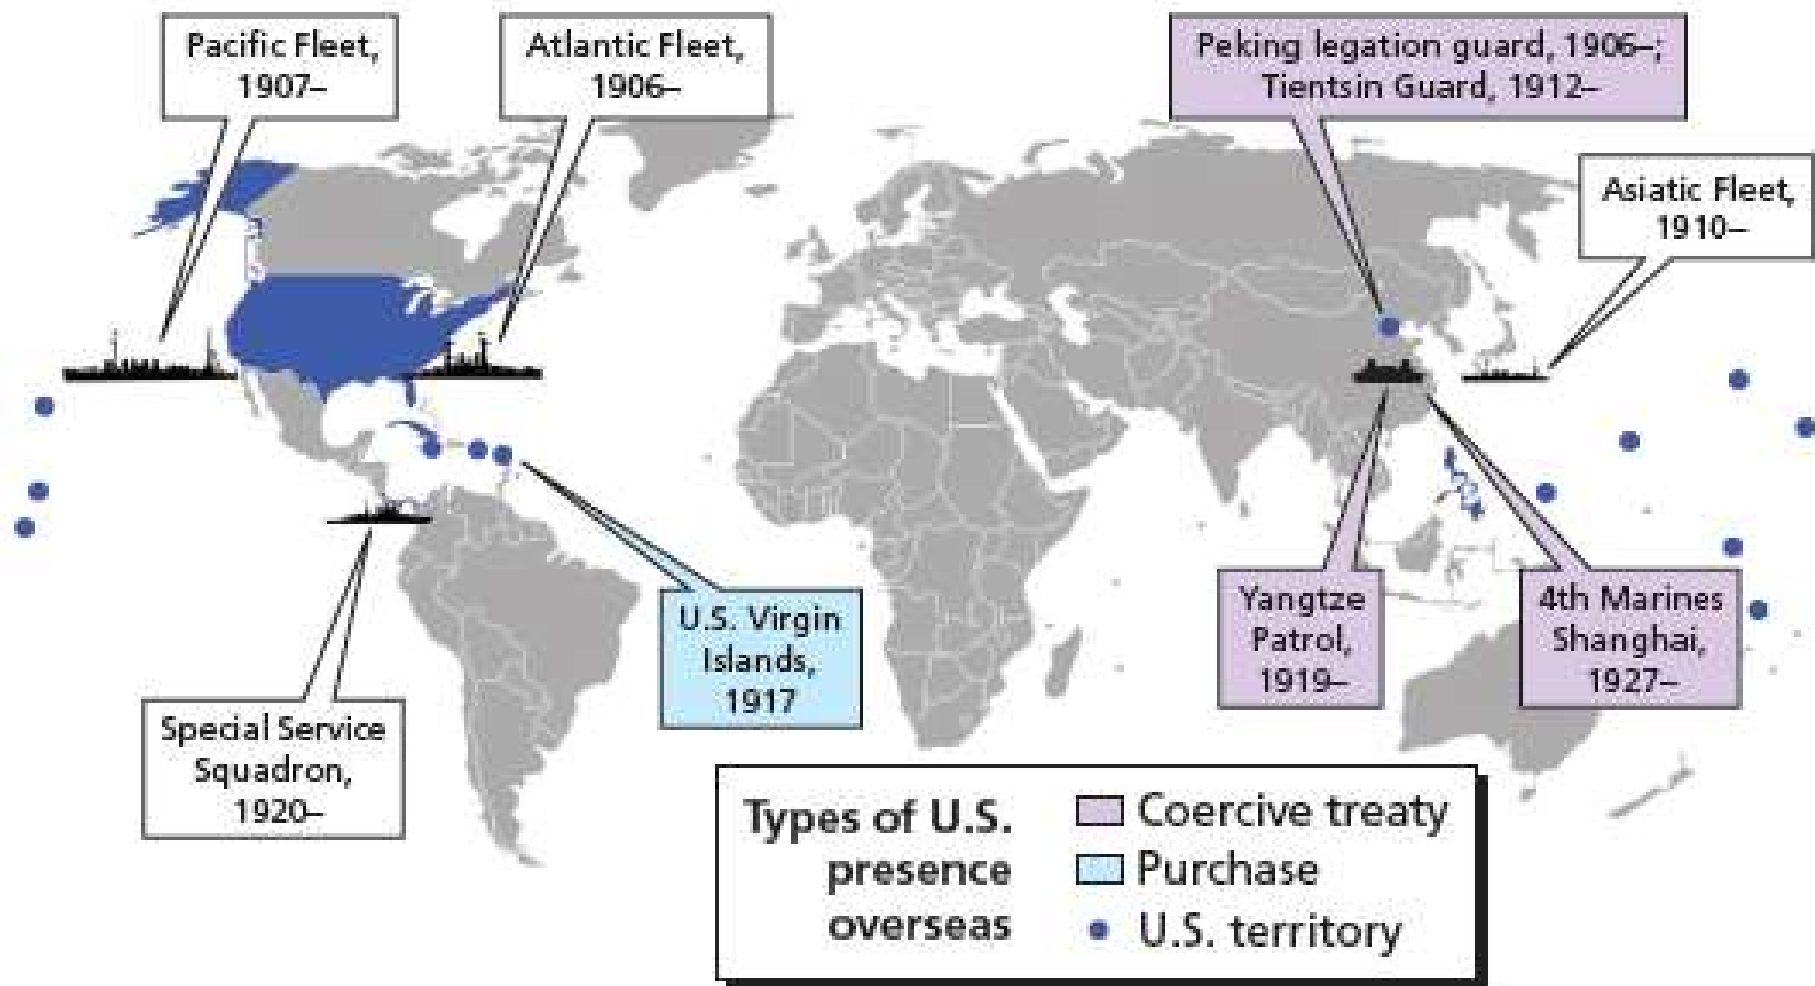 Pacific Fleet,
1907–
Atlantic Fleet,
1906–
Peking legation guard, 1906–;
Tientsin Guard, 1912–
Asiatic Fleet,
1910–
U.S. Virgin
Islands,
1917
Yangtze
Patrol,
1919–
4th Marines
Shanghai,
1927–
Special Service
Squadron,
1920–
Types of U.S.
presence
overseas
Coercive treaty
Purchase
U.S. territory